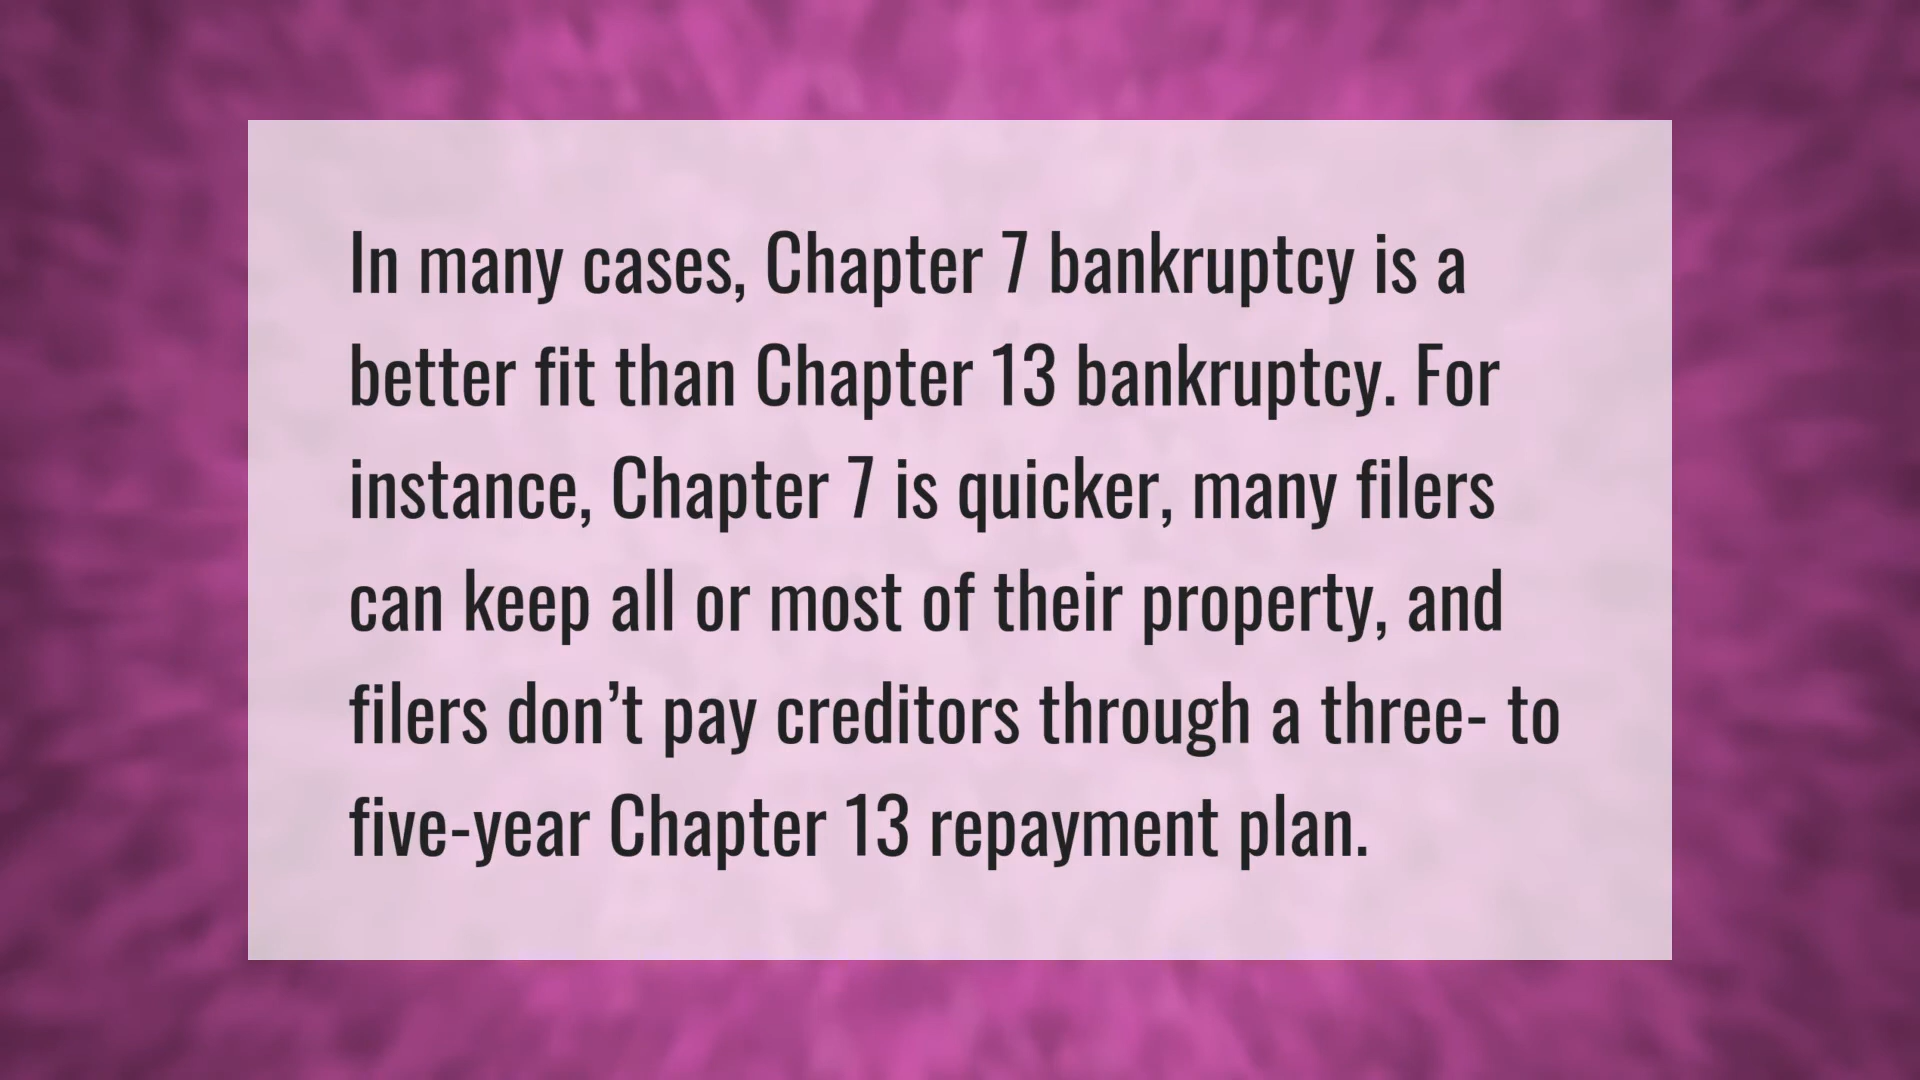 In many cases, Chapter 7 bankruptcy is a
better fit than Chapter 13 bankruptcy. For
instance, Chapter 7 is quicker, many filers
can keep all or most of their property, and
filers don’t pay creditors through a three- to
five-year Chapter 13 repayment plan.